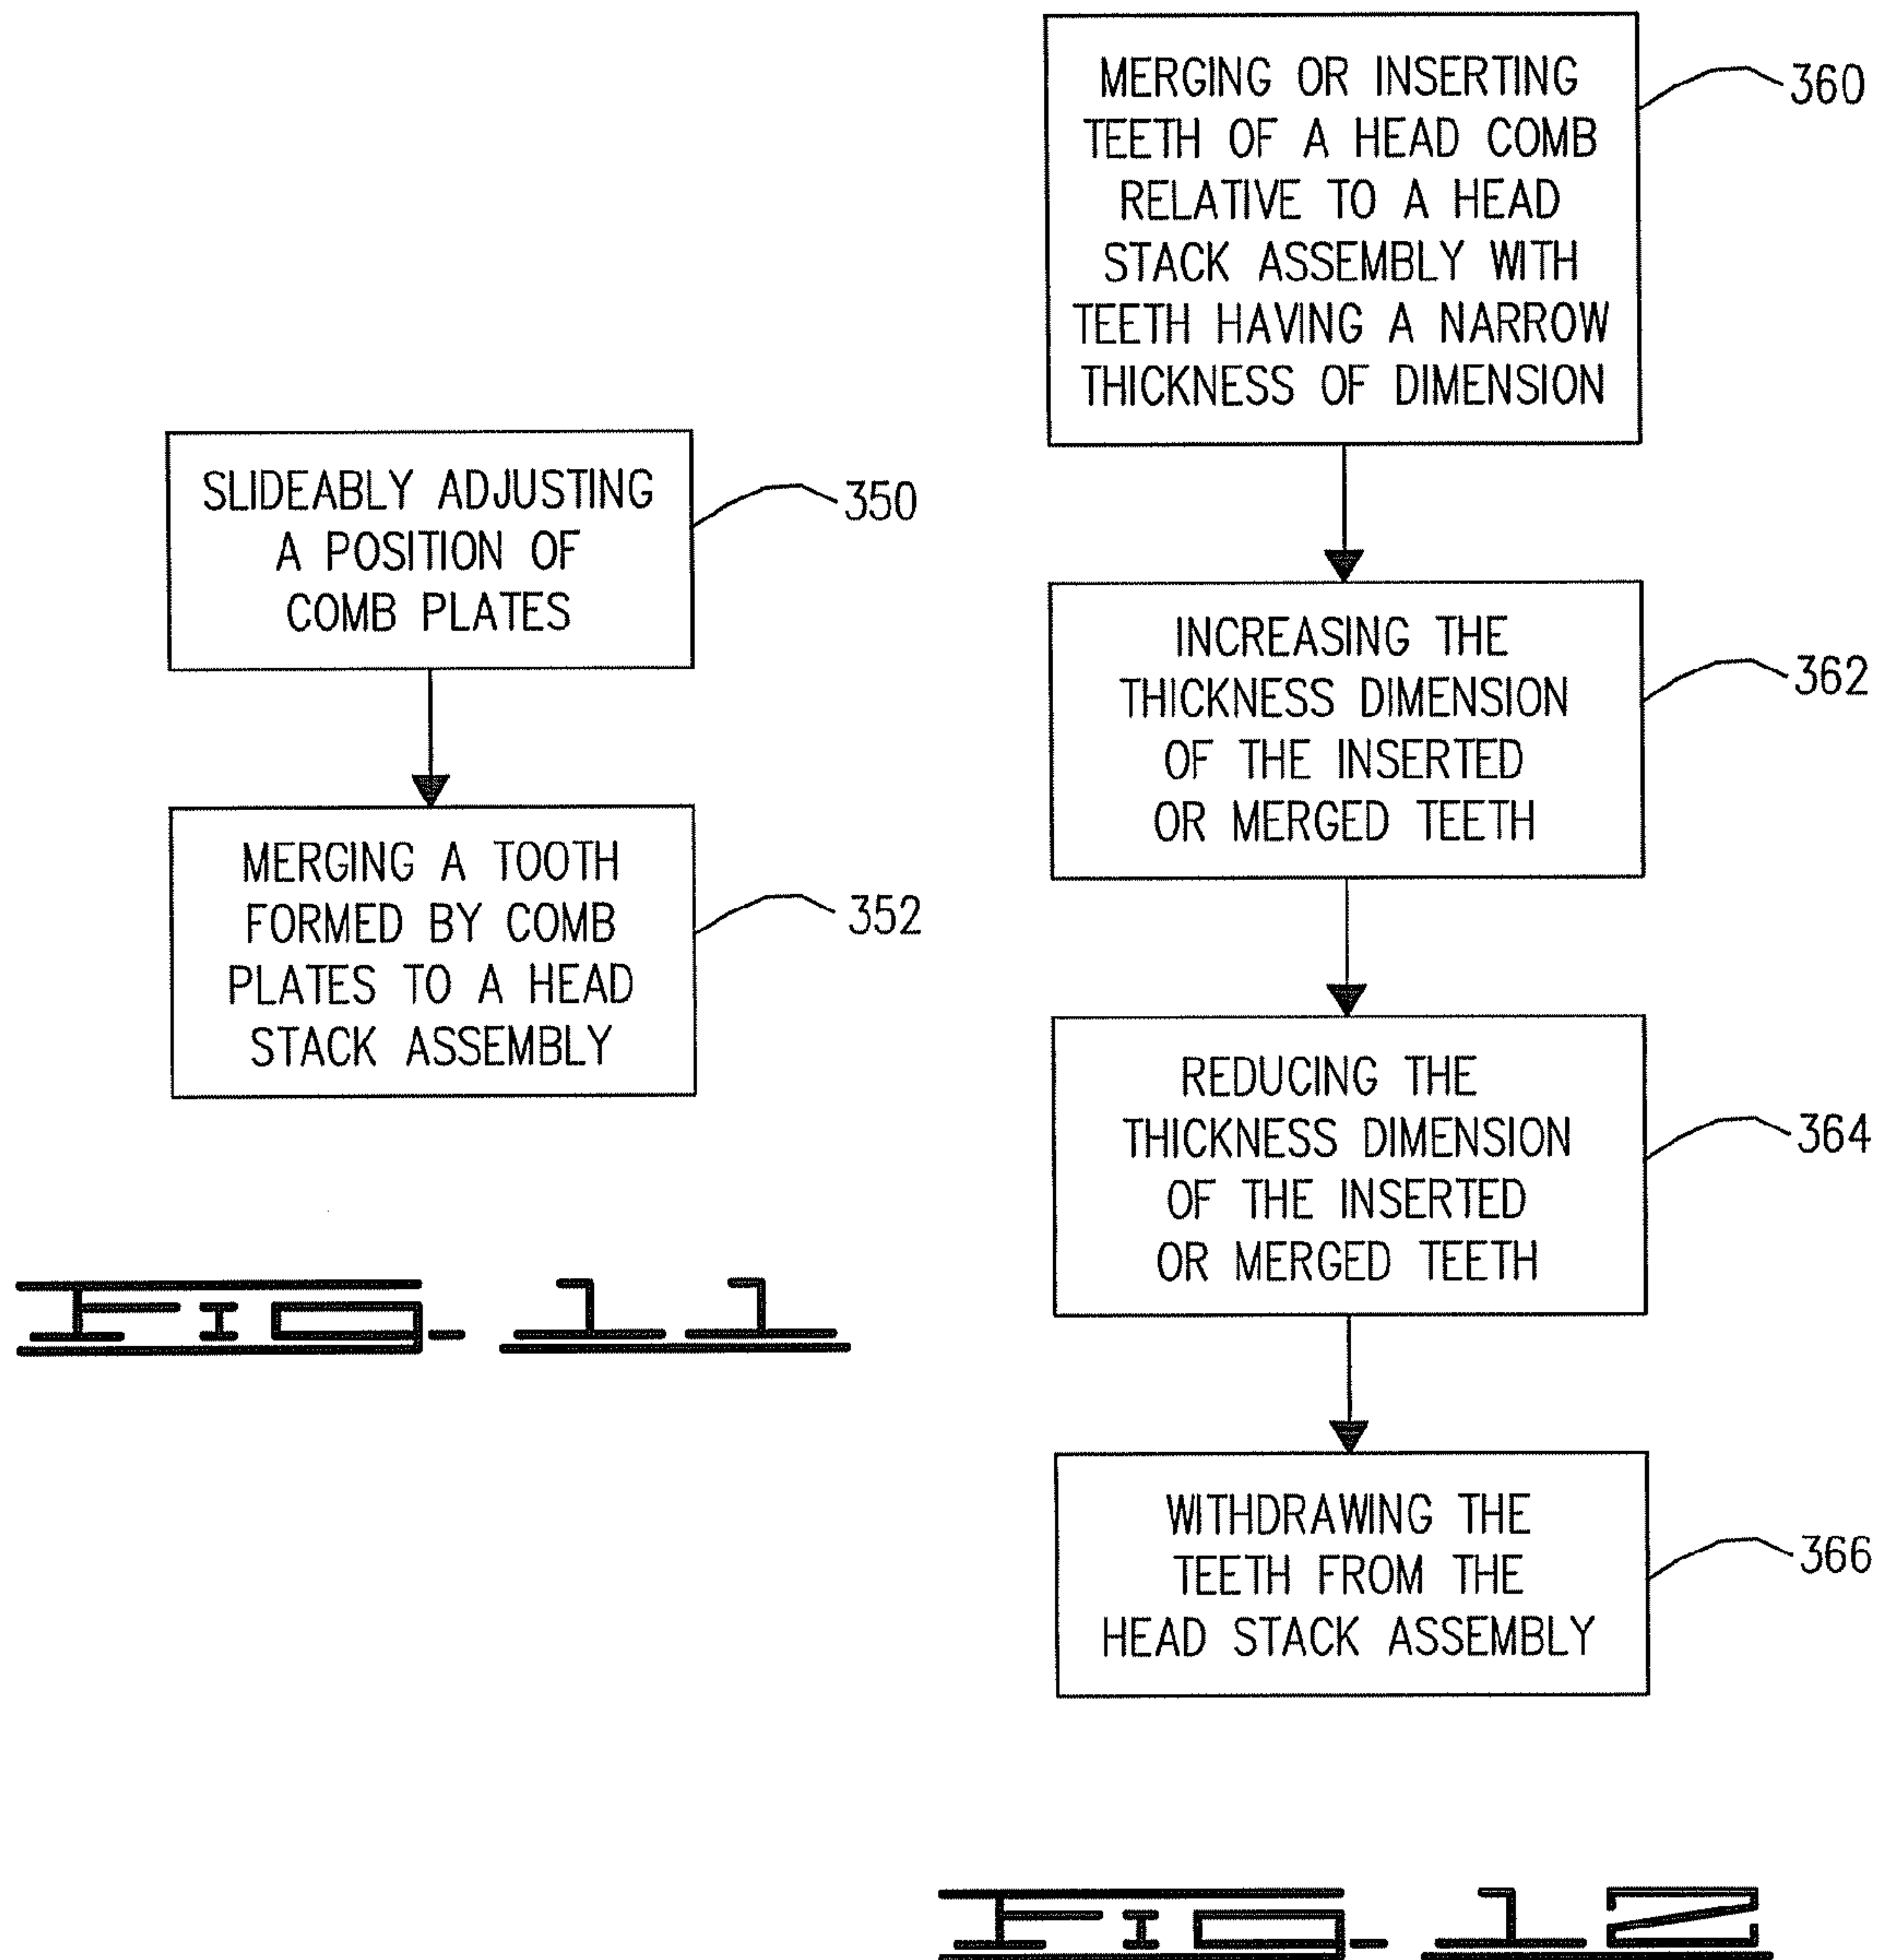 SLIDEABLY ADJUSTING
A POSITION OF
COMB PLATES
350
MERGING A TOOTH
FORMED BY COMB
PLATES TO A HEAD
STACK ASSEMBLY
352
FIG. 11
MERGING OR INSERTING
TEETH OF A HEAD COMB
RELATIVE TO A HEAD
STACK ASSEMBLY WITH
TEETH HAVING A NARROW
THICKNESS OF DIMENSION
360
INCREASING THE
THICKNESS DIMENSION
OF THE INSERTED
OR MERGED TEETH
362
REDUCING THE
THICKNESS DIMENSION
OF THE INSERTED
OR MERGED TEETH
364
WITHDRAWING THE
TEETH FROM THE
HEAD STACK ASSEMBLY
366
FIG. 12